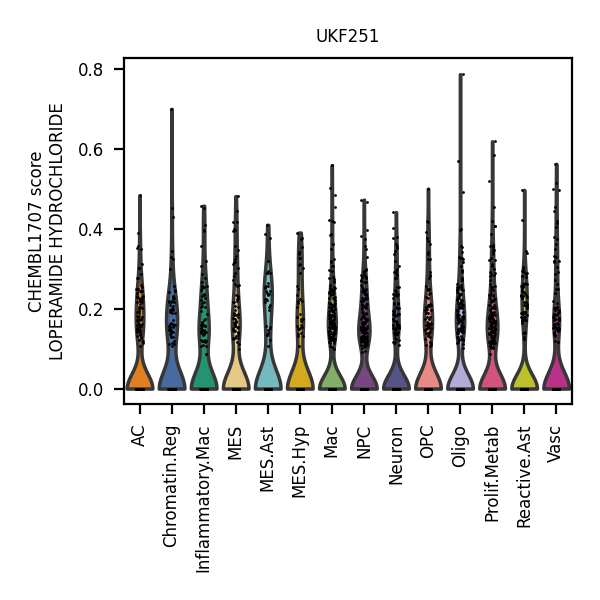 UKF251
CHEMBL1707 score
LOPERAMIDE HYDROCHLORIDE
0.8
0.6
0.4
0.2
0.0
AC
Chromatin.Reg
Inflammatory.Mac
MES
MES.Ast
MES.Hyp
Mac
NPC
Neuron
OPC
Oligo
Prolif.Metab
Reactive.Ast
Vasc